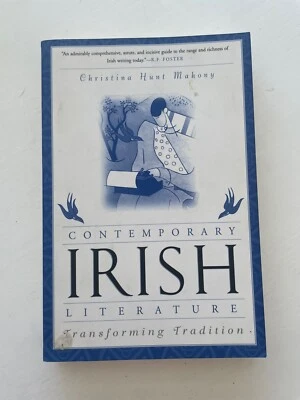 "An admirably comprehensive, astute, and incisive guide to the range and richness of
Irish writing today."—R.F. FOSTER
Christina Hunt Mahony
CONTEMPORARY
IRISH
LITERATURE
Transforming Tradition